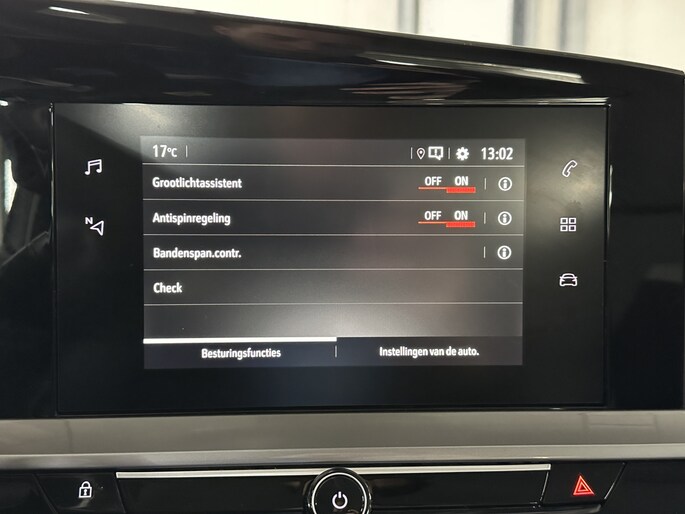 17°C 13:02
Grootlichtassistent OFF ON
Antispinregeling OFF ON
N
Bandenspan.contr.
Check
Besturingsfuncties Instellingen van de auto.